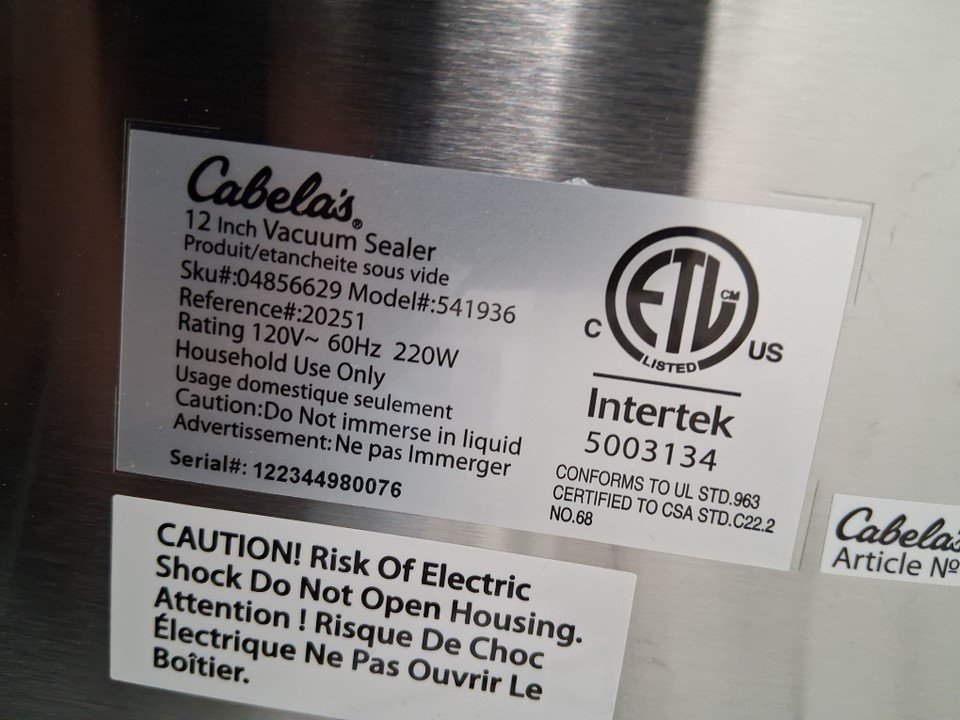 Cabela's®
12 Inch Vacuum Sealer
Produit/etancheite sous vide
Sku#:04856629 Model#:541936
Reference#:20251
Rating 120V~ 60Hz 220W
Household Use Only
Usage domestique seulement
Caution:Do Not immerse in liquid
Advertissement:Ne pas Immerger
Serial#: 122344980076
ETL CM
LISTED
C US
Intertek
5003134
CONFORMS TO UL STD.963
CERTIFIED TO CSA STD.C22.2
NO.68
CAUTION! Risk Of Electric
Shock Do Not Open Housing.
Attention ! Risque De Choc
Électrique Ne Pas Ouvrir Le
Boîtier.
Cabela's
Article Nº